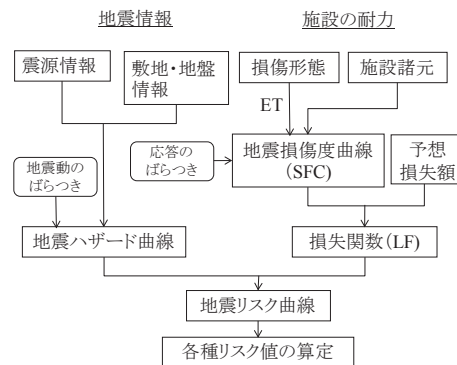 地震情報
施設の耐力
震源情報
敷地・地盤
情報
損傷形態
施設諸元
ET
地震動の
ばらつき
応答の
ばらつき
地震損傷度曲線
(SFC)
予想
損失額
地震ハザード曲線
損失関数(LF)
地震リスク曲線
各種リスク値の算定